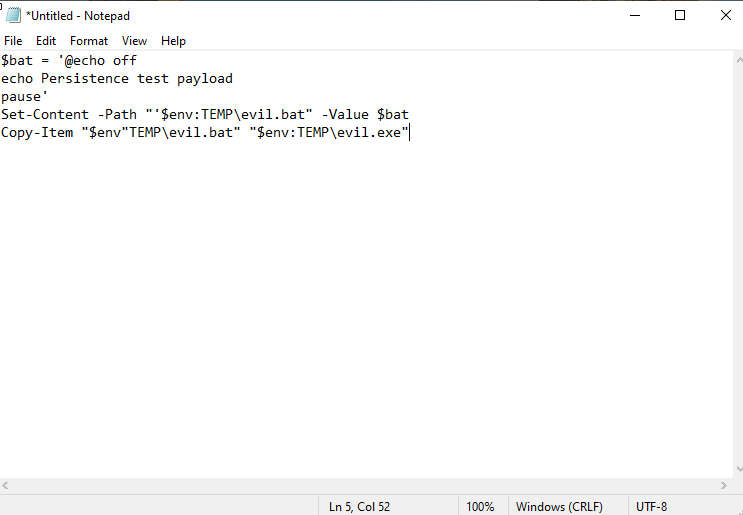 *Untitled - Notepad
File Edit Format View Help
$bat = '@echo off
echo Persistence test payload
pause'
Set-Content -Path "'$env:TEMP\evil.bat" -Value $bat
Copy-Item "$env"TEMP\evil.bat" "$env:TEMP\evil.exe"
Ln 5, Col 52 100% Windows (CRLF) UTF-8